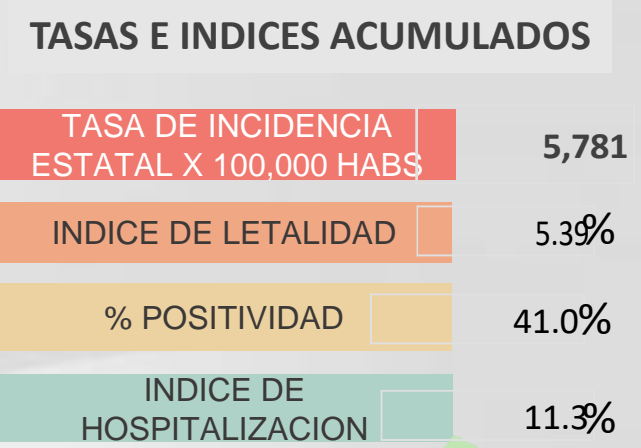 TASAS E INDICES ACUMULADOS
TASA DE INCIDENCIA
ESTATAL X 100,000 HABS
5,781
INDICE DE LETALIDAD
5.39%
% POSITIVIDAD
41.0%
INDICE DE
HOSPITALIZACION
11.3%